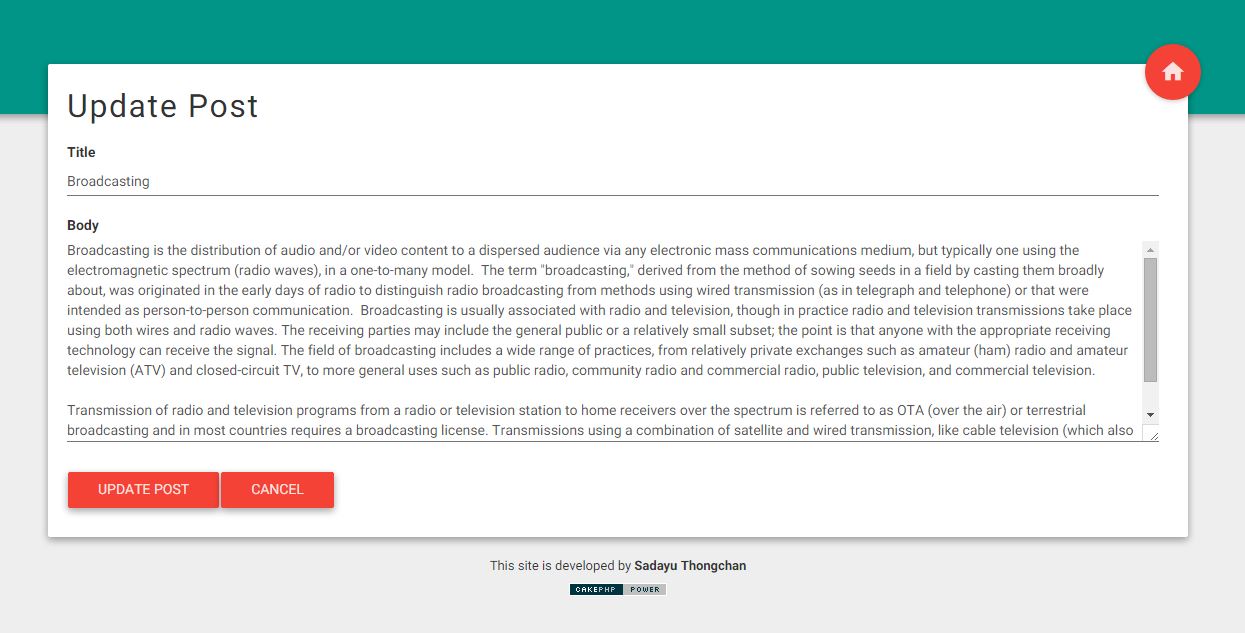 Update Post
Title
Broadcasting
Body
Broadcasting is the distribution of audio and/or video content to a dispersed audience via any electronic mass communications medium, but typically one using the
electromagnetic spectrum (radio waves), in a one-to-many model.  The term "broadcasting," derived from the method of sowing seeds in a field by casting them broadly
about, was originated in the early days of radio to distinguish radio broadcasting from methods using wired transmission (as in telegraph and telephone) or that were
intended as person-to-person communication.  Broadcasting is usually associated with radio and television, though in practice radio and television transmissions take place
using both wires and radio waves. The receiving parties may include the general public or a relatively small subset; the point is that anyone with the appropriate receiving
technology can receive the signal. The field of broadcasting includes a wide range of practices, from relatively private exchanges such as amateur (ham) radio and amateur
television (ATV) and closed-circuit TV, to more general uses such as public radio, community radio and commercial radio, public television, and commercial television.
Transmission of radio and television programs from a radio or television station to home receivers over the spectrum is referred to as OTA (over the air) or terrestrial
broadcasting and in most countries requires a broadcasting license. Transmissions using a combination of satellite and wired transmission, like cable television (which also
UPDATE POST CANCEL
This site is developed by Sadayu Thongchan
CAKEPHP POWER